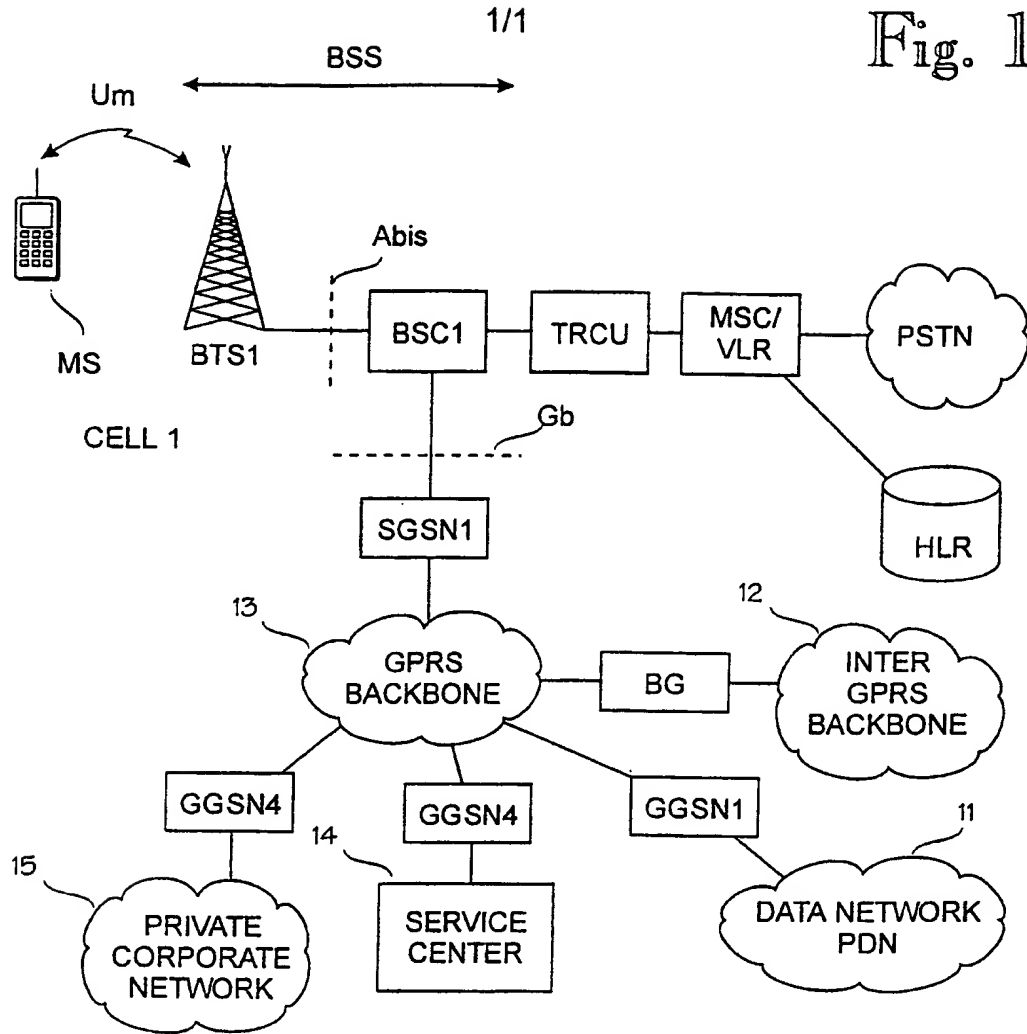 1/1
Fig. 1
BSS
Um
Abis
BSC1
TRCU
MSC/
VLR
PSTN
MS
BTS1
CELL 1
Gb
HLR
SGSN1
13
GPRS
BACKBONE
BG
12
INTER
GPRS
BACKBONE
GGSN4
GGSN4
GGSN1
15
PRIVATE
CORPORATE
NETWORK
14
SERVICE
CENTER
11
DATA NETWORK
PDN